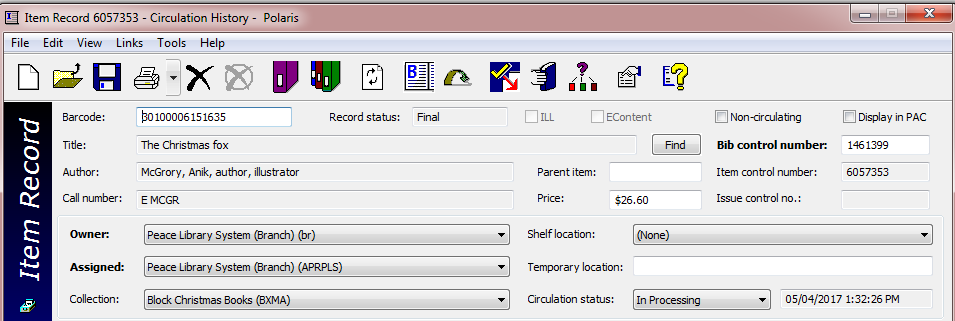 Item Record 6057353 - Circulation History - Polaris
File Edit View Links Tools Help
Item Record
Barcode: 30100006151635 Record status: Final ILL EContent Non-circulating Display in PAC
Title: The Christmas fox Find Bib control number: 1461399
Author: McGrory, Anik, author, illustrator Parent item: Item control number: 6057353
Call number: E MCGR Price: $26.60 Issue control no.:
Owner: Peace Library System (Branch) (br) Shelf location: (None)
Assigned: Peace Library System (Branch) (APRPLS) Temporary location:
Collection: Block Christmas Books (BXMA) Circulation status: In Processing 05/04/2017 1:32:26 PM